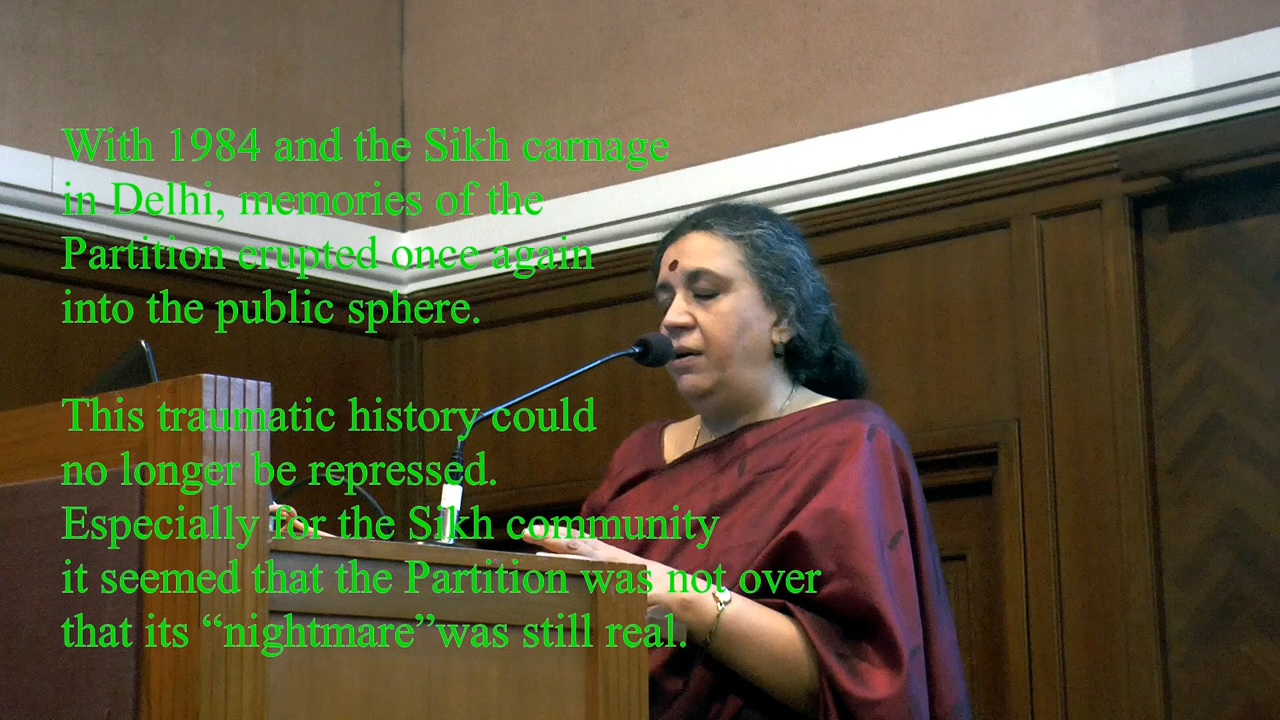 With 1984 and the Sikh carnage
in Delhi, memories of the
Partition erupted once again
into the public sphere.
This traumatic history could
no longer be repressed.
Especially for the Sikh community
it seemed that the Partition was not over
that its “nightmare”was still real.